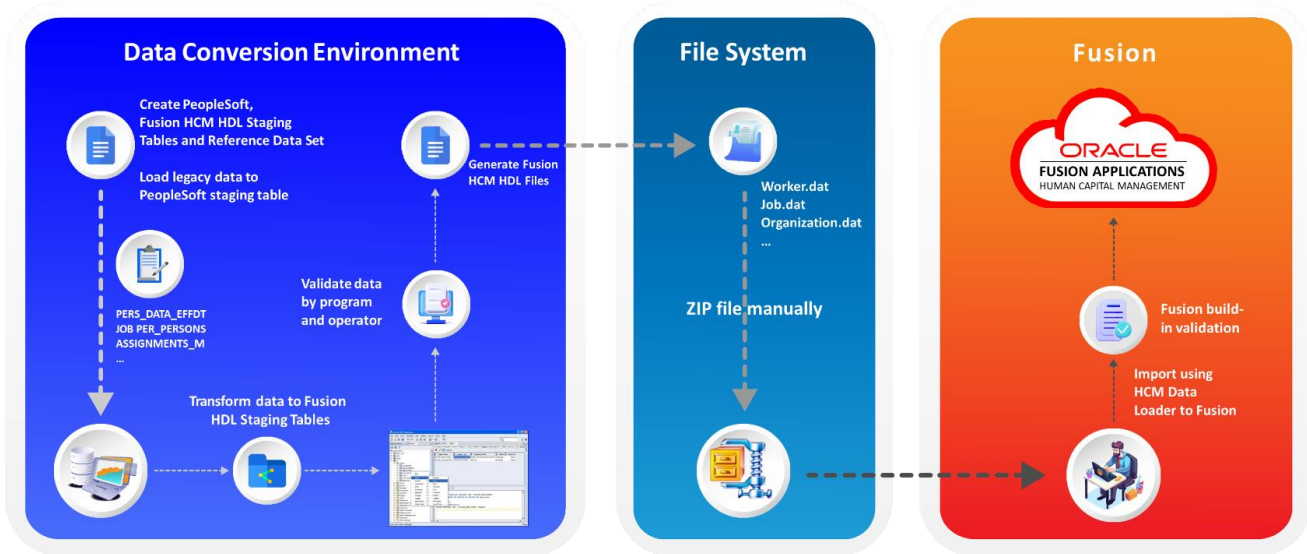 Data Conversion Environment
Create PeopleSoft,
Fusion HCM HDL Staging
Tables and Reference Data Set
Load legacy data to
PeopleSoft staging table
PERS_DATA_EFFDT
JOB PER_PERSONS
ASSIGNMENTS_M
...
Transform data to Fusion
HDL Staging Tables
Validate data
by program
and operator
Generate Fusion
HCM HDL Files
File System
Worker.dat
Job.dat
Organization.dat
...
ZIP file manually
Fusion
ORACLE
FUSION APPLICATIONS
HUMAN CAPITAL MANAGEMENT
Fusion build-
in validation
Import using
HCM Data
Loader to Fusion